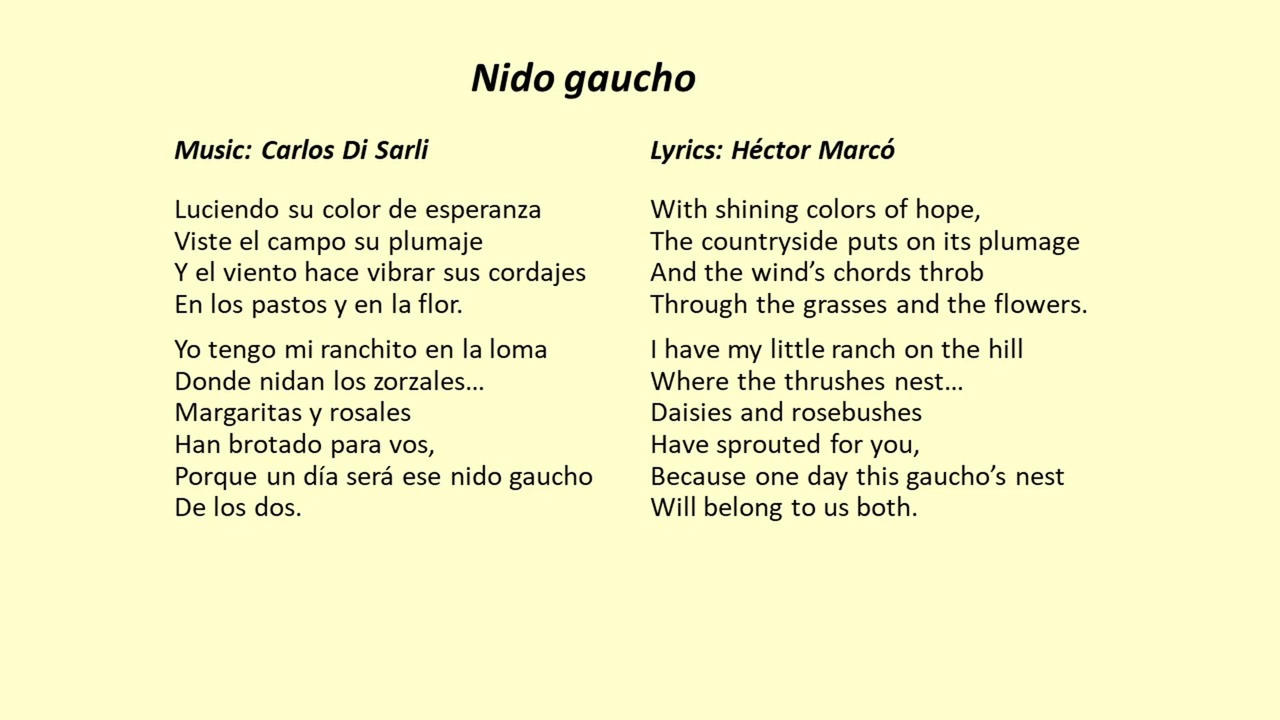 Nido gaucho
Music: Carlos Di Sarli
Luciendo su color de esperanza
Viste el campo su plumaje
Y el viento hace vibrar sus cordajes
En los pastos y en la flor.
Yo tengo mi ranchito en la loma
Donde nidan los zorzales...
Margaritas y rosales
Han brotado para vos,
Porque un día será ese nido gaucho
De los dos.
Lyrics: Héctor Marcó
With shining colors of hope,
The countryside puts on its plumage
And the wind’s chords throb
Through the grasses and the flowers.
I have my little ranch on the hill
Where the thrushes nest...
Daisies and rosebushes
Have sprouted for you,
Because one day this gaucho’s nest
Will belong to us both.